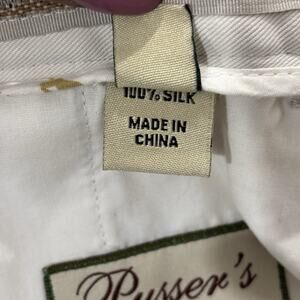 100% SILK
MADE IN
CHINA
Pusser's